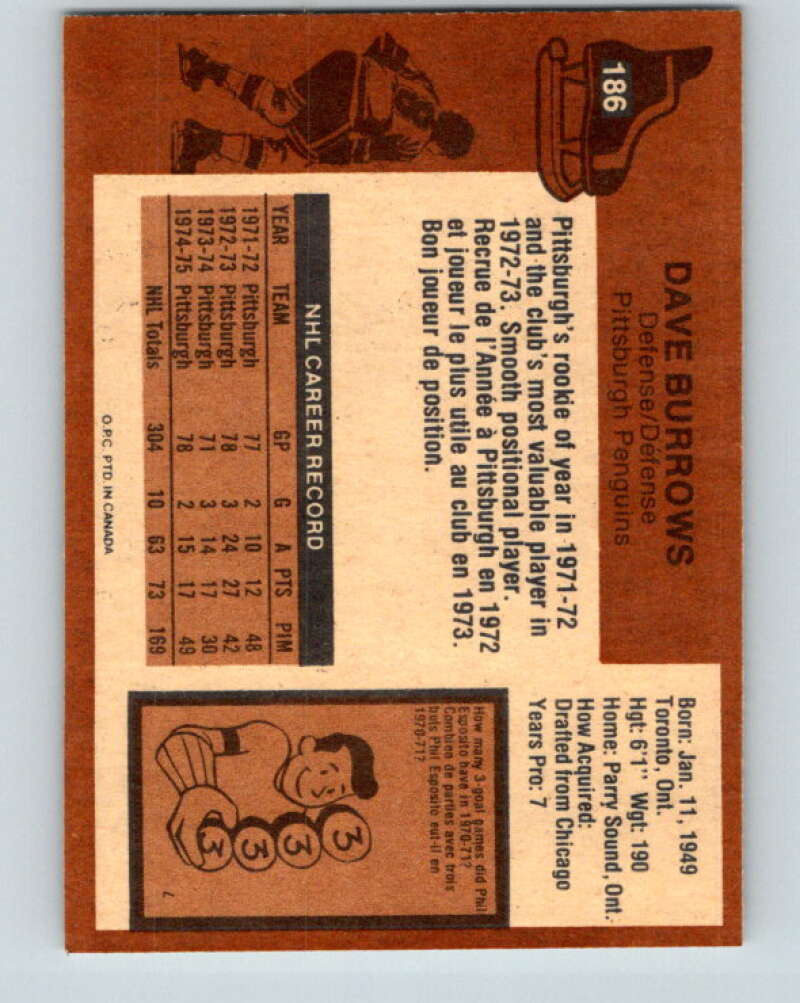 186
DAVE BURROWS
Defense/Défense
Pittsburgh Penguins
Born: Jan. 11, 1949
Toronto, Ont.
Hgt: 6'1" Wgt: 190
Home: Parry Sound, Ont.
How Acquired:
Drafted from Chicago
Years Pro: 7
Pittsburgh's rookie of year in 1971-72
and the club's most valuable player in
1972-73. Smooth positional player.
Recrue de l'Année à Pittsburgh en 1972
et joueur le plus utile au club en 1973.
Bon joueur de position.
NHL CAREER RECORD
YEAR TEAM GP G A PTS PIM
1971-72 Pittsburgh 77 2 10 12 48
1972-73 Pittsburgh 78 3 24 27 42
1973-74 Pittsburgh 71 3 14 17 30
1974-75 Pittsburgh 78 2 15 17 49
NHL Totals 304 10 63 73 169
O.P.C. PTD. IN CANADA
How many 3-goal games did Phil
Esposito have in 1970-71?
Combien de parties avec trois
buts Phil Esposito eut-il en
1970-71?
3 3 3 3
7
8